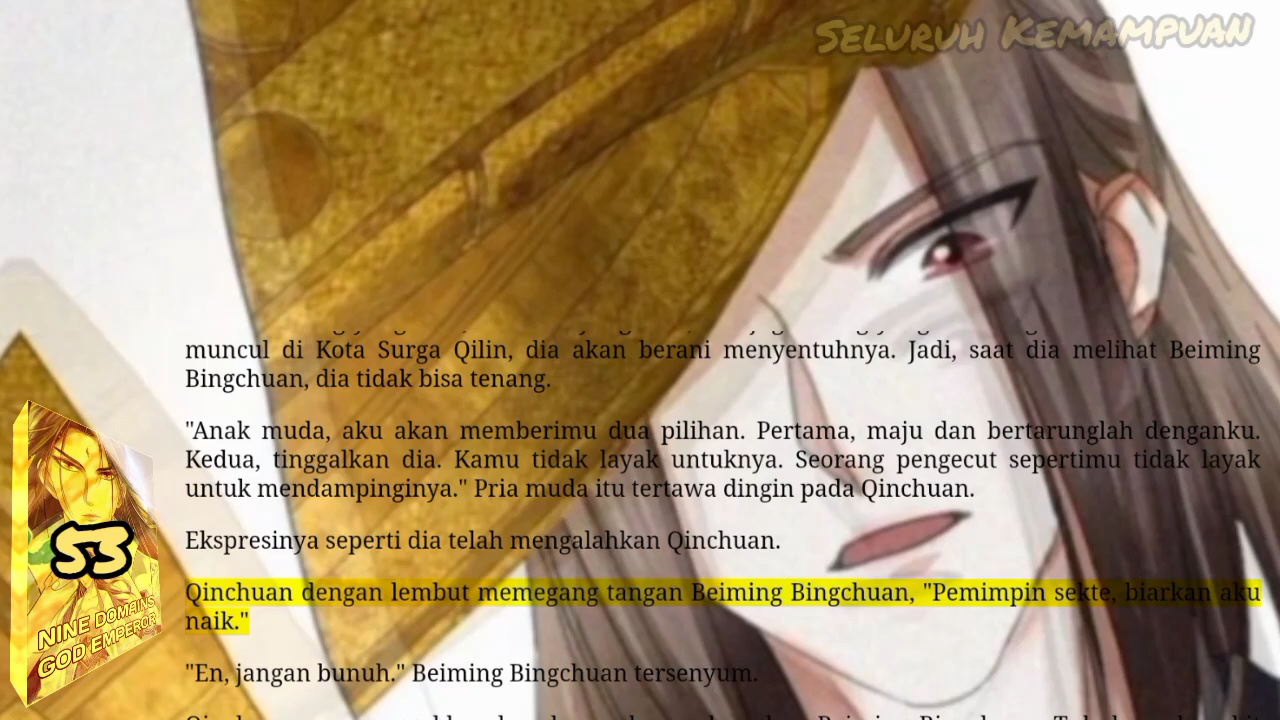 Seluruh Kemampuan
muncul di Kota Surga Qilin, dia akan berani menyentuhnya. Jadi, saat dia melihat Beiming
Bingchuan, dia tidak bisa tenang.
"Anak muda, aku akan memberimu dua pilihan. Pertama, maju dan bertarunglah denganku.
Kedua, tinggalkan dia. Kamu tidak layak untuknya. Seorang pengecut sepertimu tidak layak
untuk mendampinginya." Pria muda itu tertawa dingin pada Qinchuan.
Ekspresinya seperti dia telah mengalahkan Qinchuan.
Qinchuan dengan lembut memegang tangan Beiming Bingchuan, "Pemimpin sekte, biarkan aku
naik."
"En, jangan bunuh." Beiming Bingchuan tersenyum.
53
NINE DOMAINS
GOD EMPEROR